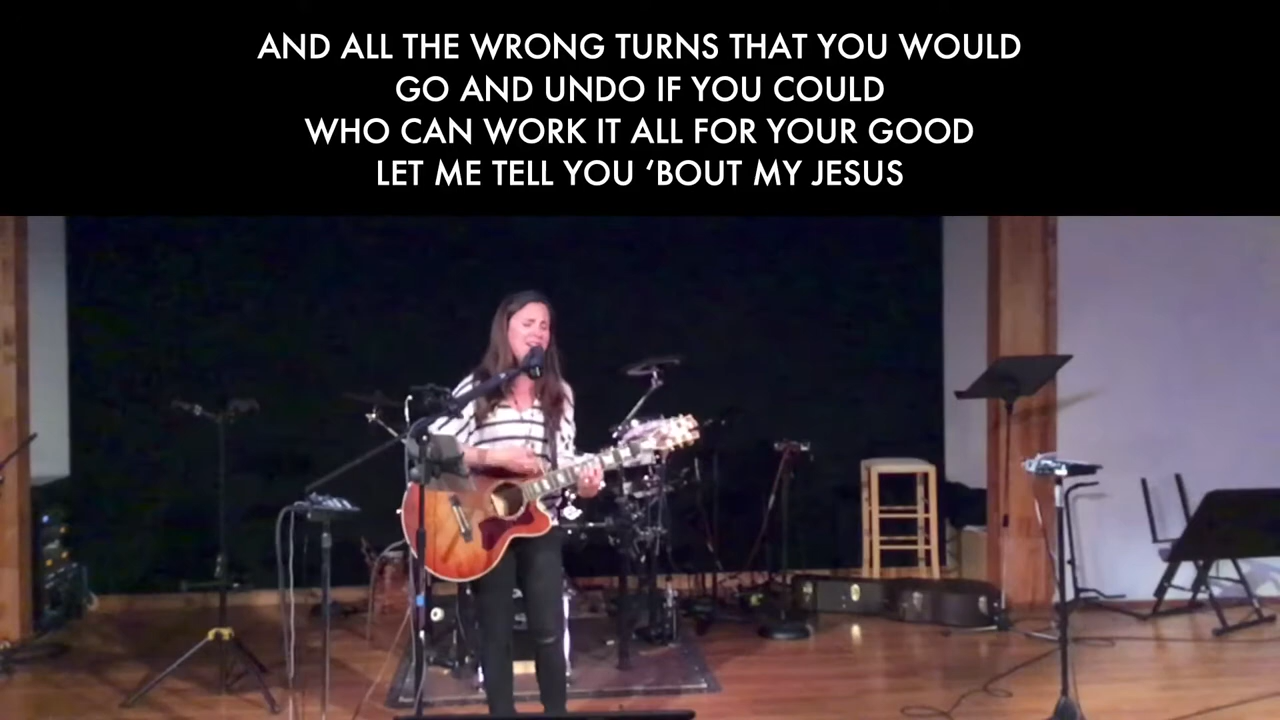 AND ALL THE WRONG TURNS THAT YOU WOULD
GO AND UNDO IF YOU COULD
WHO CAN WORK IT ALL FOR YOUR GOOD
LET ME TELL YOU ‘BOUT MY JESUS